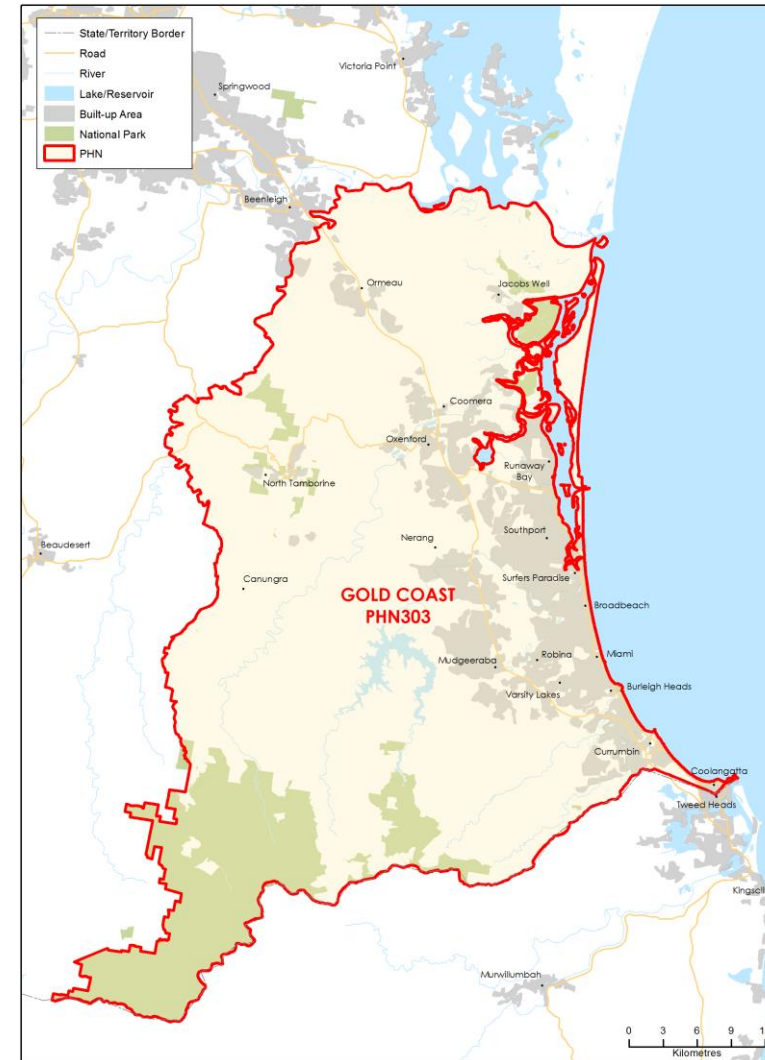 State/Territory Border
Road
River
Lake/Reservoir
Built-up Area
National Park
PHN
Victoria Point
Springwood
Beenleigh
Ormeau
Jacobs Well
Coomera
Oxenford
Runaway
Bay
North Tamborine
Southport
Nerang
Beaudesert
Surfers Paradise
Canungra
GOLD COAST
PHN303
Broadbeach
Robina
Miami
Mudgeeraba
Varsity Lakes
Burleigh Heads
Currumbin
Coolangatta
Tweed Heads
Murwillumbah
0 3 6 9
Kilometres